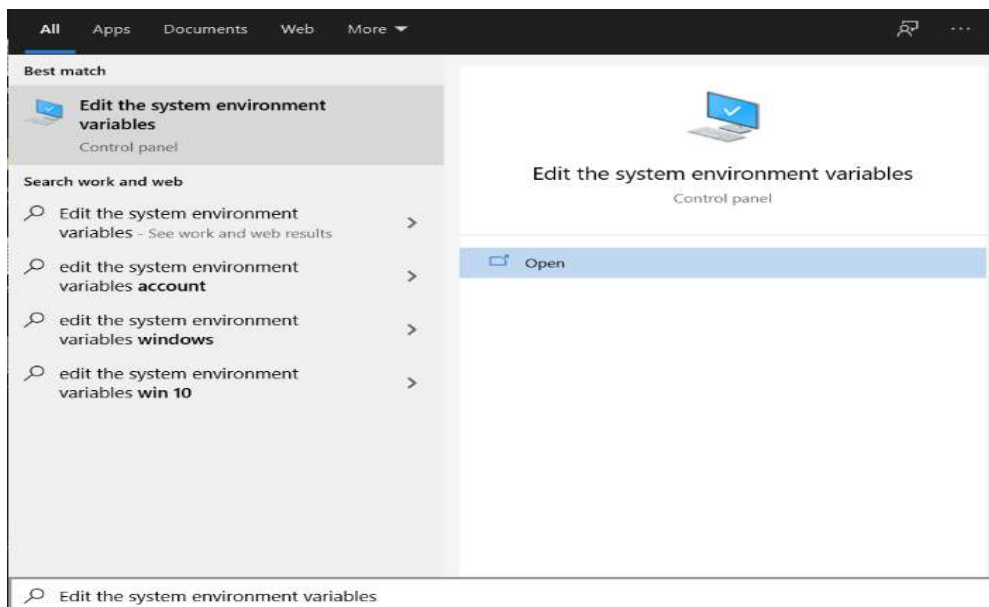 All Apps Documents Web More
Best match
Edit the system environment
variables
Control panel
Search work and web
Edit the system environment
variables - See work and web results
edit the system environment
variables account
edit the system environment
variables windows
edit the system environment
variables win 10
Edit the system environment variables
Control panel
Open
Edit the system environment variables